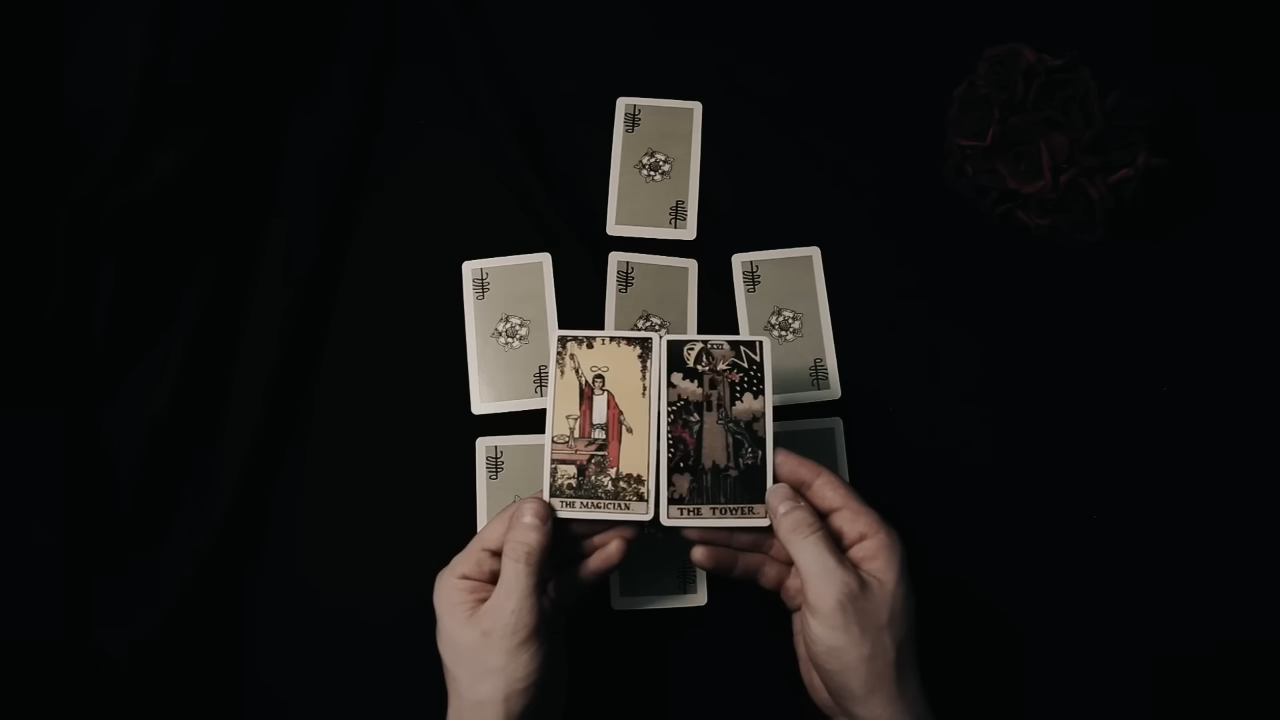 I
XVI
THE MAGICIAN.
THE TOWER.